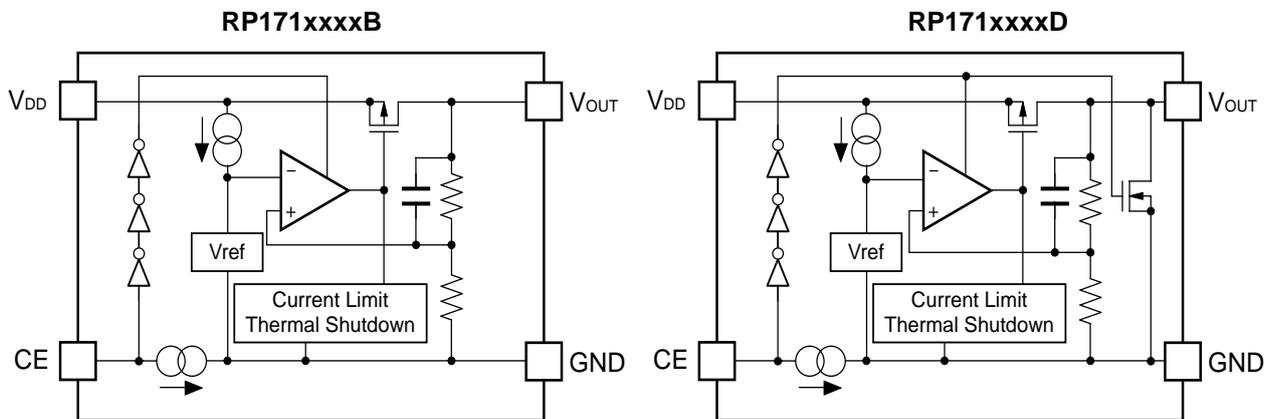 RP171xxxxB
VDD
VOUT
−
+
Vref
Current Limit
Thermal Shutdown
CE
GND
RP171xxxxD
VDD
VOUT
−
+
Vref
Current Limit
Thermal Shutdown
CE
GND